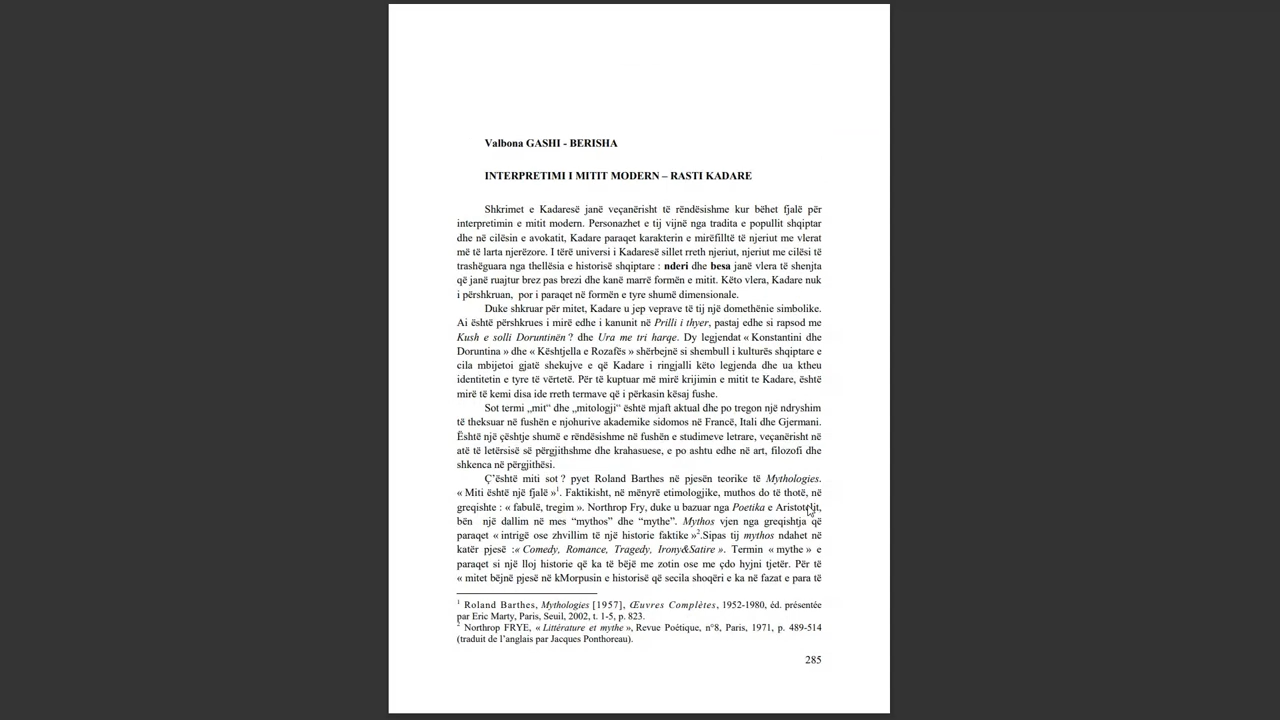 Valbona GASHI - BERISHA
INTERPRETIMI I MITIT MODERN – RASTI KADARE
Shkrimet e Kadaresë janë veçanërisht të rëndësishme kur bëhet fjalë për
interpretimin e mitit modern. Personazhet e tij vijnë nga tradita e popullit shqiptar
dhe në cilësin e avokatit, Kadare paraqet karakterin e mirëfilltë të njeriut me vlerat
më të larta njerëzore. I tërë universi i Kadaresë sillet rreth njeriut, njeriut me cilësi të
trashëguara nga thellësia e historisë shqiptare : nderi dhe besa janë vlera të shenjta
që janë ruajtur brez pas brezi dhe kanë marrë formën e mitit. Këto vlera, Kadare nuk
i përshkruan, por i paraqet në formën e tyre shumë dimensionale.
Duke shkruar për mitet, Kadare u jep veprave të tij një domethënie simbolike.
Ai është përshkrues i mirë edhe i kanunit në Prilli i thyer, pastaj edhe si rapsod me
Kush e solli Doruntinën ? dhe Ura me tri harqe. Dy legjendat « Konstantini dhe
Doruntina » dhe « Kështjella e Rozafës » shërbejnë si shembull i kulturës shqiptare e
cila mbijetoi gjatë shekujve e që Kadare i ringjalli këto legjenda dhe ua ktheu
identitetin e tyre të vërtetë. Për të kuptuar më mirë krijimin e mitit te Kadare, është
mirë të kemi disa ide rreth termave që i përkasin kësaj fushe.
Sot termi „mit“ dhe „mitologji“ është mjaft aktual dhe po tregon një ndryshim
të theksuar në fushën e njohurive akademike sidomos në Francë, Itali dhe Gjermani.
Është një çështje shumë e rëndësishme në fushën e studimeve letrare, veçanërisht në
atë të letërsisë së përgjithshme dhe krahasuese, e po ashtu edhe në art, filozofi dhe
shkenca në përgjithësi.
Ç’është miti sot ? pyet Roland Barthes në pjesën teorike të Mythologies.
« Miti është një fjalë »1. Faktikisht, në mënyrë etimologjike, muthos do të thotë, në
greqishte : « fabulë, tregim ». Northrop Fry, duke u bazuar nga Poetika e Aristotelit,
bën një dallim në mes “mythos” dhe “mythe”. Mythos vjen nga greqishtja që
paraqet « intrigë ose zhvillim të një historie faktike »2.Sipas tij mythos ndahet në
katër pjesë :« Comedy, Romance, Tragedy, Irony&Satire ». Termin « mythe » e
paraqet si një lloj historie që ka të bëjë me zotin ose me çdo hyjni tjetër. Për të
« mitet bëjnë pjesë në kMorpusin e historisë që secila shoqëri e ka në fazat e para të
1 Roland Barthes, Mythologies [1957], Œuvres Complètes, 1952-1980, éd. présentée
par Eric Marty, Paris, Seuil, 2002, t. 1-5, p. 823.
2 Northrop FRYE, « Littérature et mythe », Revue Poétique, n°8, Paris, 1971, p. 489-514
(traduit de l’anglais par Jacques Ponthoreau).
285